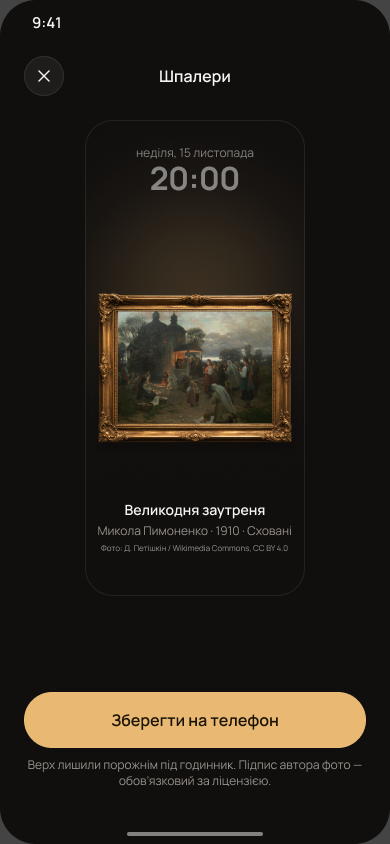 9:41
Шпалери
неділя, 15 листопада
20:00
Великодня заутреня
Микола Пимоненко · 1910 · Сховані
Фото: Д. Петішкін / Wikimedia Commons, CC BY 4.0
Зберегти на телефон
Верх лишили порожнім під годинник. Підпис автора фото —
обов'язковий за ліцензією.